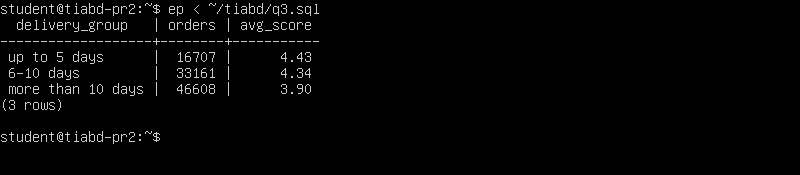 student@tiabd-pr2:~$ ep < ~/tiabd/q3.sql
  delivery_group   | orders | avg_score
-------------------+--------+-----------
 up to 5 days      |  16707 |      4.43
 6-10 days         |  33161 |      4.34
 more than 10 days |  46608 |      3.90
(3 rows)

student@tiabd-pr2:~$